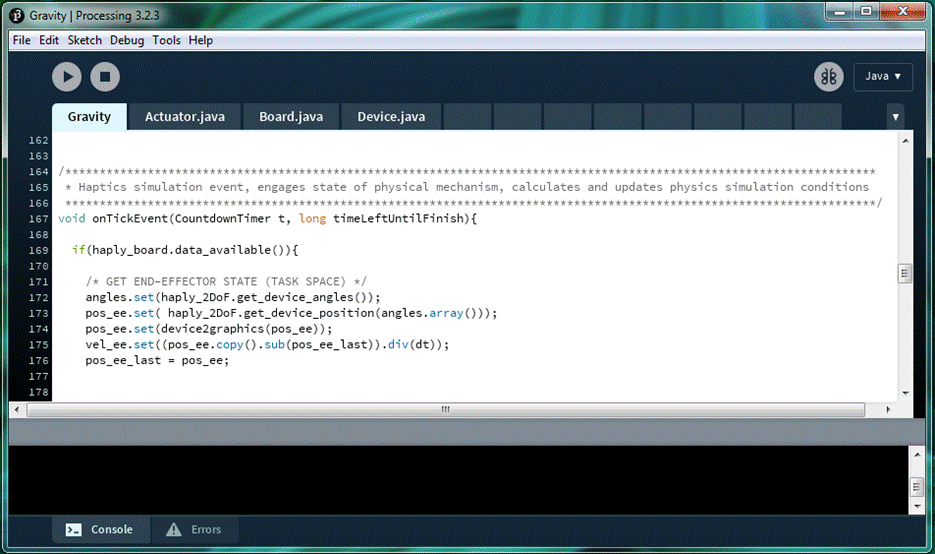 Gravity | Processing 3.2.3
File Edit Sketch Debug Tools Help
Java ▼
Gravity Actuator.java Board.java Device.java ▼
162
163
164 /**********************************************************************************************************************
165 * Haptics simulation event, engages state of physical mechanism, calculates and updates physics simulation conditions
166 **********************************************************************************************************************/
167 void onTickEvent(CountdownTimer t, long timeLeftUntilFinish){
168
169 if(haply_board.data_available()){
170
171 /* GET END-EFFECTOR STATE (TASK SPACE) */
172 angles.set(haply_2DoF.get_device_angles());
173 pos_ee.set( haply_2DoF.get_device_position(angles.array()));
174 pos_ee.set(device2graphics(pos_ee));
175 vel_ee.set((pos_ee.copy().sub(pos_ee_last)).div(dt));
176 pos_ee_last = pos_ee;
177
178
Console Errors